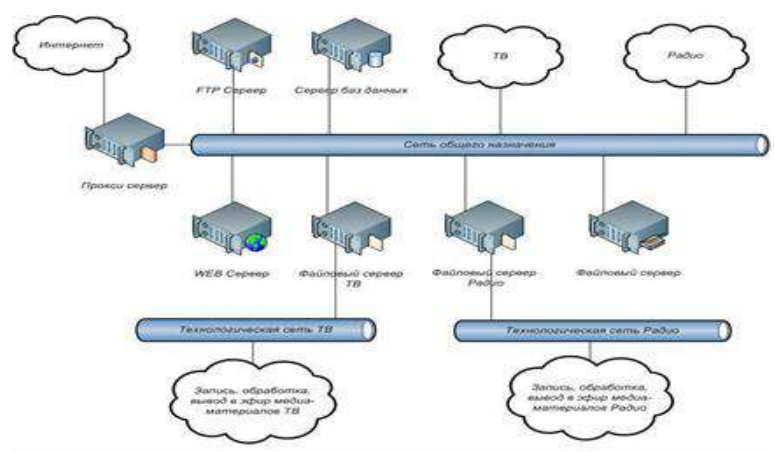 Интернет
FTP Сервер
Сервер баз данных
ТВ
Радио
Сеть общего назначения
Прокси сервер
WEB Сервер
Файловый сервер
ТВ
Файловый сервер
Радио
Файловый сервер
Технологическая сеть ТВ
Технологическая сеть Радио
Запись, обработка,
вывод в эфир медиа-
материалов ТВ
Запись, обработка,
вывод в эфир медиа-
материалов Радио